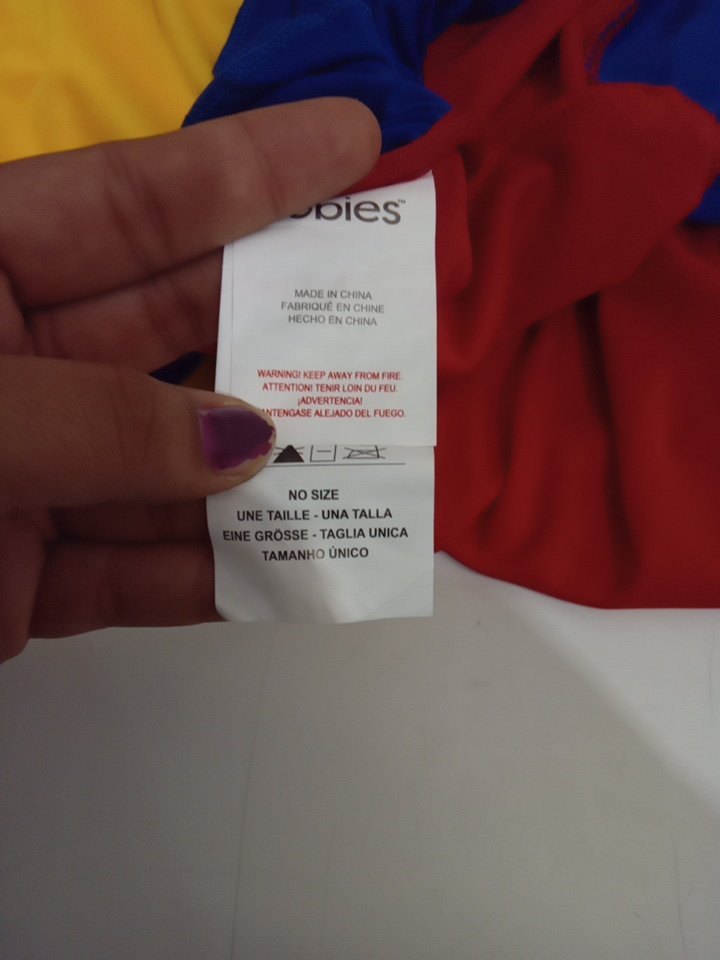 MADE IN CHINA
FABRIQUÉ EN CHINE
HECHO EN CHINA
WARNING! KEEP AWAY FROM FIRE.
ATTENTION! TENIR LOIN DU FEU.
¡ADVERTENCIA!
ALEJADO DEL FUEGO.
NO SIZE
UNE TAILLE - UNA TALLA
EINE GRÖSSE - TAGLIA UNICA
TAMANHO ÚNICO